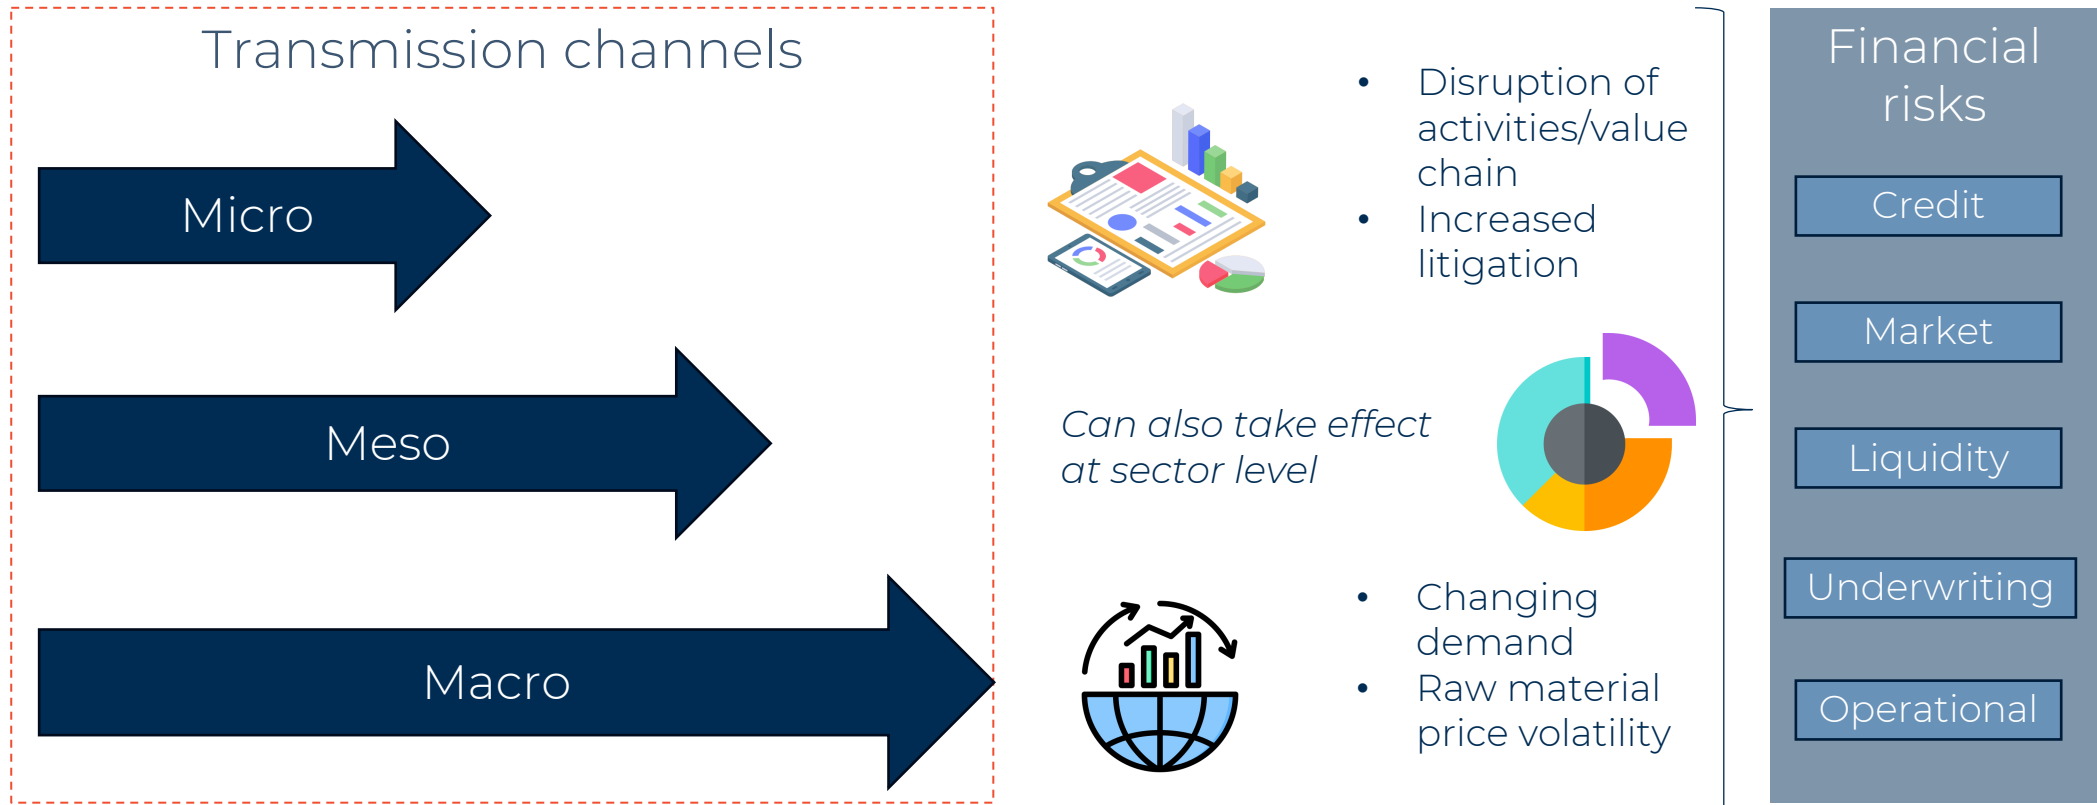 Transmission channels
Micro
Meso
Macro
• Disruption of
activities/value
chain
• Increased
litigation
Can also take effect
at sector level
• Changing
demand
• Raw material
price volatility
Financial
risks
Credit
Market
Liquidity
Underwriting
Operational